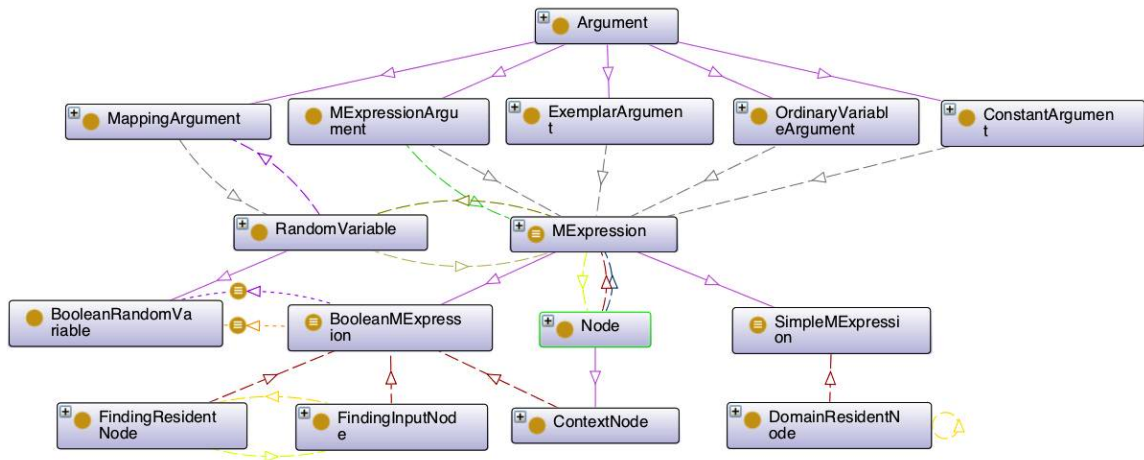 Argument
MappingArgument
MExpressionArgu
ment
ExemplarArgumen
t
OrdinaryVariabl
eArgument
ConstantArgumen
t
RandomVariable
MExpression
BooleanRandomVa
riable
BooleanMExpress
ion
Node
SimpleMExpressi
on
FindingResident
Node
FindingInputNod
e
ContextNode
DomainResidentN
ode